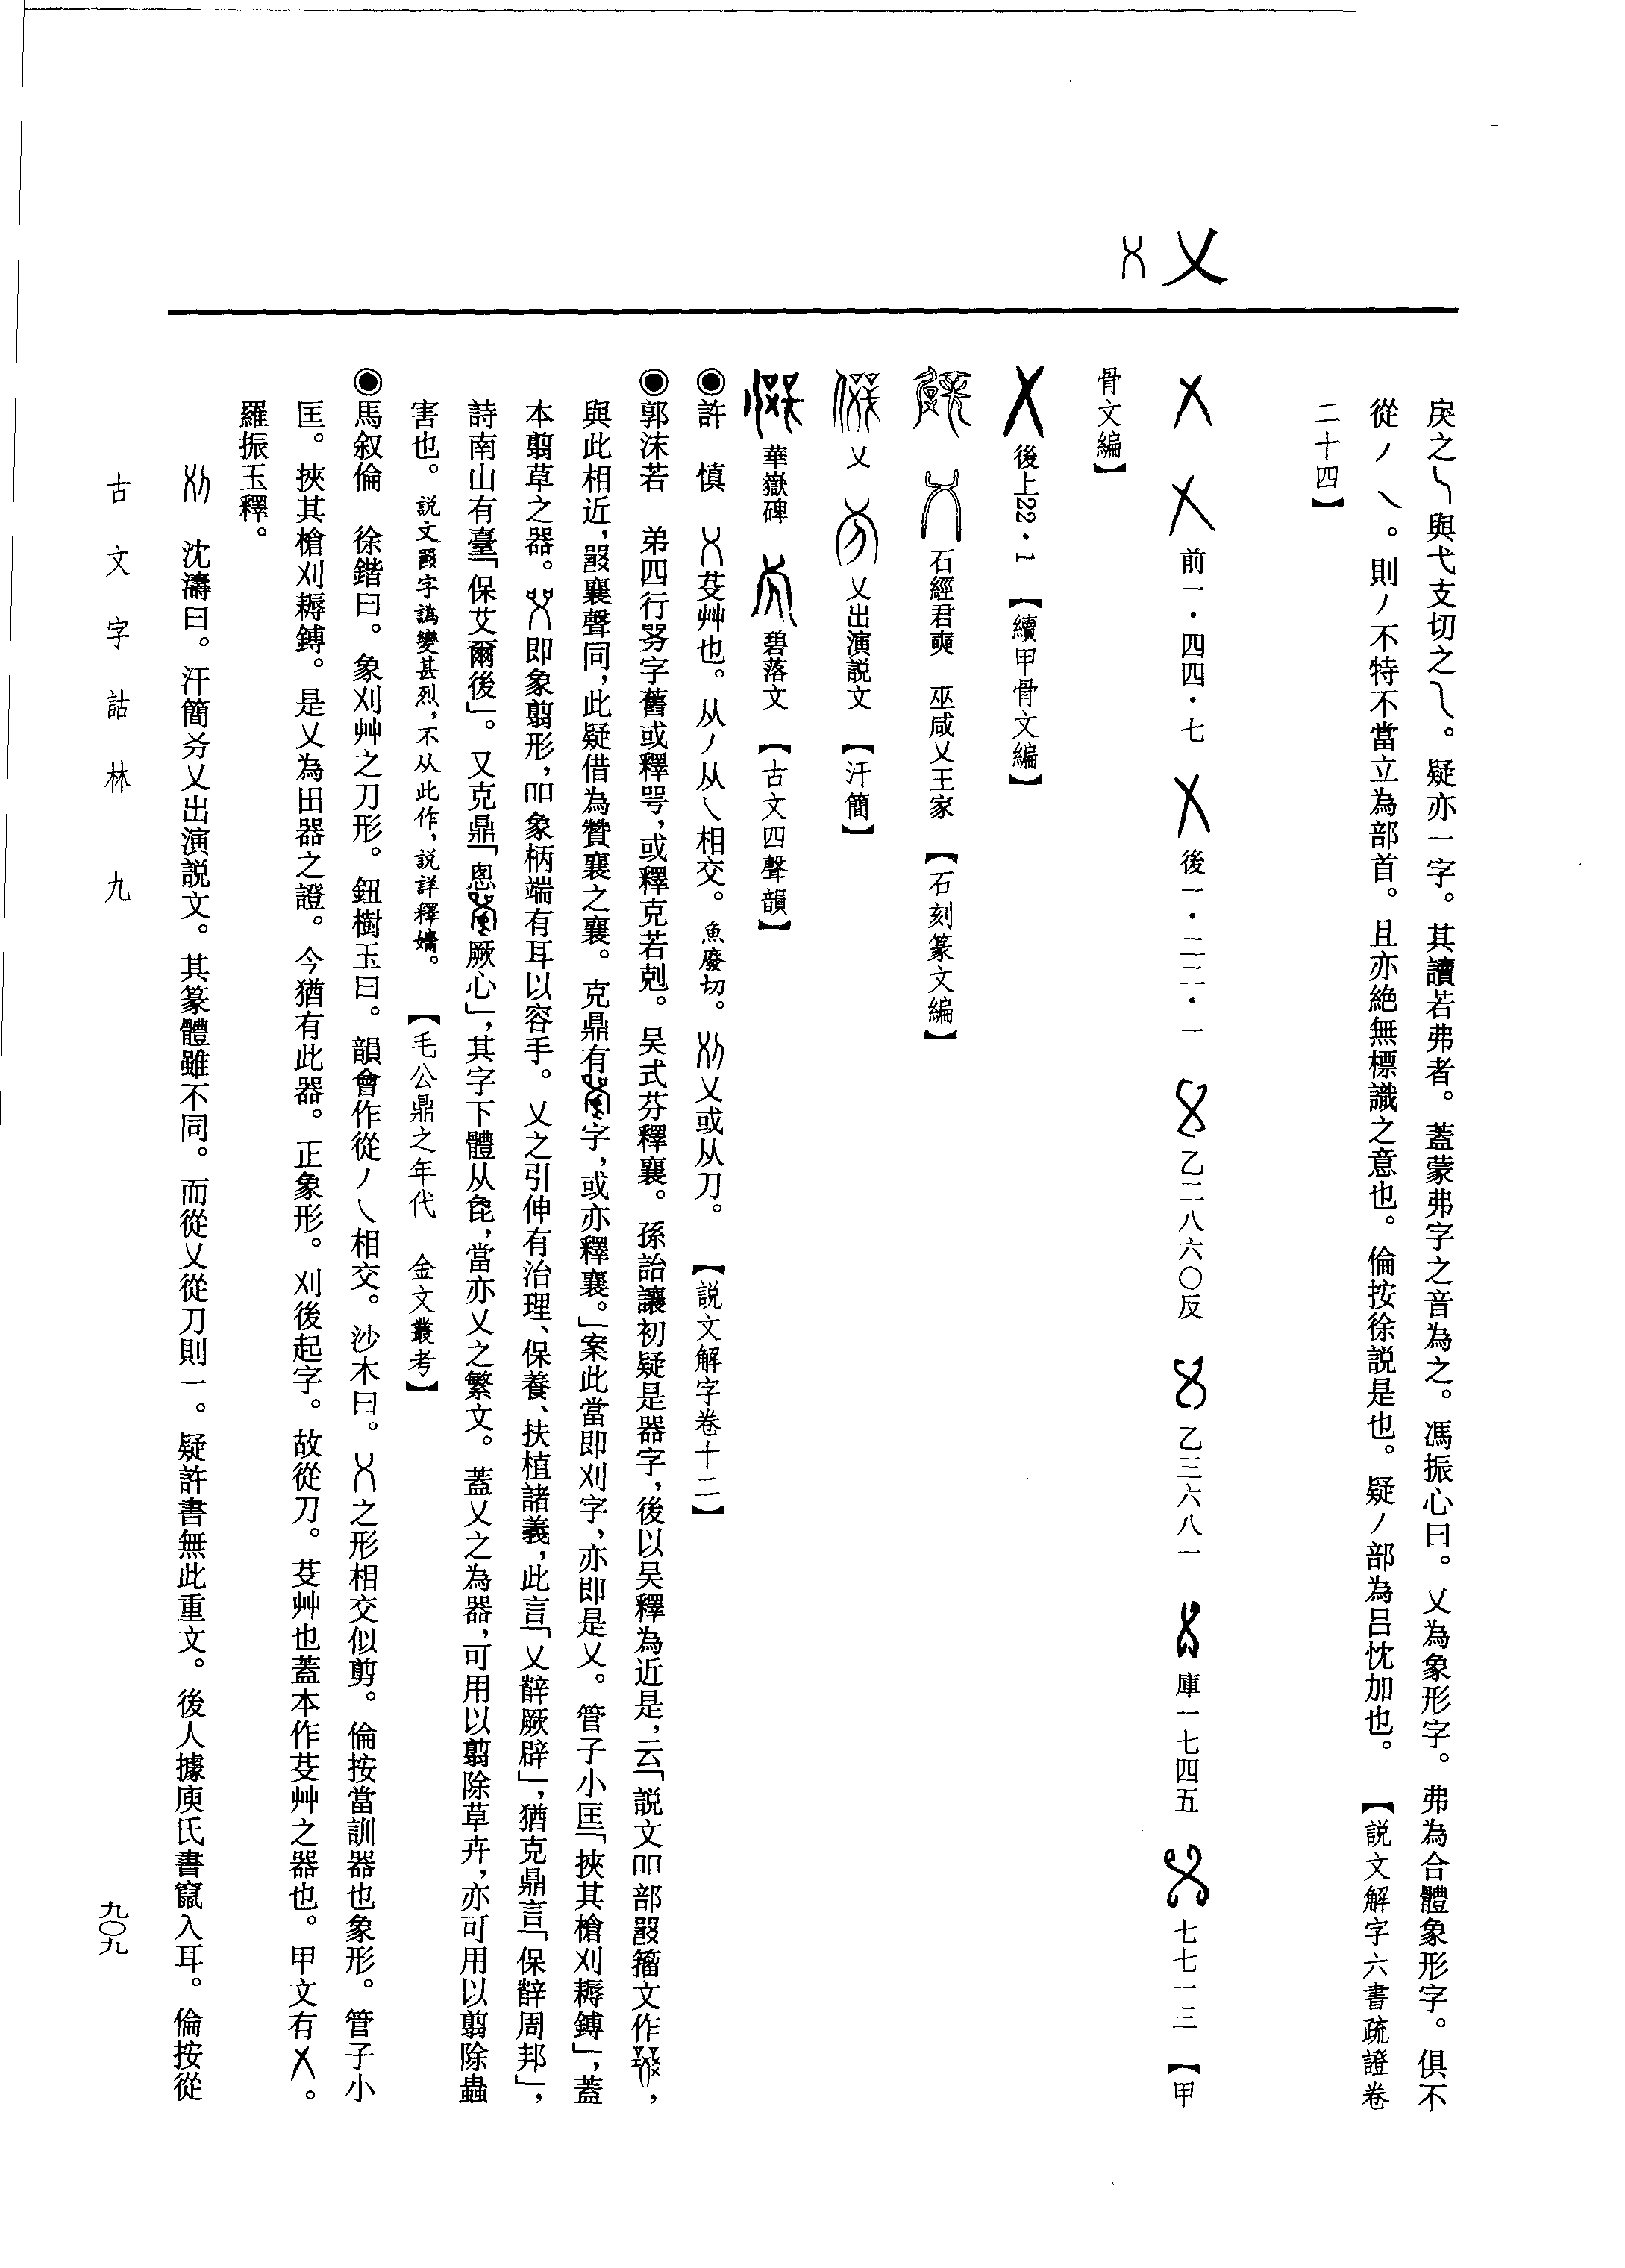 乂
戾之㇂與弋支切之乁。疑亦一字。其讀若弗者。蓋蒙弗字之音為之。馮振心曰。乂為象形字。弗為合體象形字。俱不
從丿乀。則丿不特不當立為部首。且亦絕無標識之意也。倫按徐説是也。疑丿部為呂忱加也。【説文解字六書疏證卷
二十四】
前一・四四・七 後一・二二・一 乙二八六〇反 乙三六八一 庫一七四五 七七一三 【甲
骨文編】
後上22・1 【續甲骨文編】
石經君奭 巫咸乂王家 【石刻篆文編】
乂 乂出演説文 【汗簡】
華嶽碑 碧落文 【古文四聲韻】
◉許 慎 芟艸也。从丿从乀相交。魚廢切。乂或从刀。 【説文解字卷十二】
◉郭沫若 弟四行字舊或釋咢，或釋克若剋。吴式芬釋襄。孫詒讓初疑是器字，後以吴釋為近是，云「説文吅部𤕦籀文作，
與此相近，𤕦襄聲同，此疑借為贊襄之襄。克鼎有字，或亦釋襄。」案此當即刈字，亦即是乂。管子小匡「挾其槍刈耨鎛」，蓋
本翦草之器。即象翦形，吅象柄端有耳以容手。乂之引伸有治理、保養、扶植諸義，此言「乂辥厥辟」，猶克鼎言「保辥周邦」，
詩南山有臺「保艾爾後」。又克鼎「恖厥心」，其字下體从㲋，當亦乂之繁文。蓋乂之為器，可用以翦除草卉，亦可用以翦除蟲
害也。説文𤕦字譌變甚烈，不从此作，説詳釋。 【毛公鼎之年代 金文叢考】
◉馬叙倫 徐鍇曰。象刈艸之刀形。鈕樹玉曰。韻會作從丿乀相交。沙木曰。之形相交似剪。倫按當訓器也象形。管子小
匡。挾其槍刈耨鎛。是乂為田器之證。今猶有此器。正象形。刈後起字。故從刀。芟艸也蓋本作芟艸之器也。甲文有。
羅振玉釋。
沈濤曰。汗簡乂出演説文。其篆體雖不同。而從乂從刀則一。疑許書無此重文。後人據庾氏書竄入耳。倫按從
古文字詁林 九
九〇九